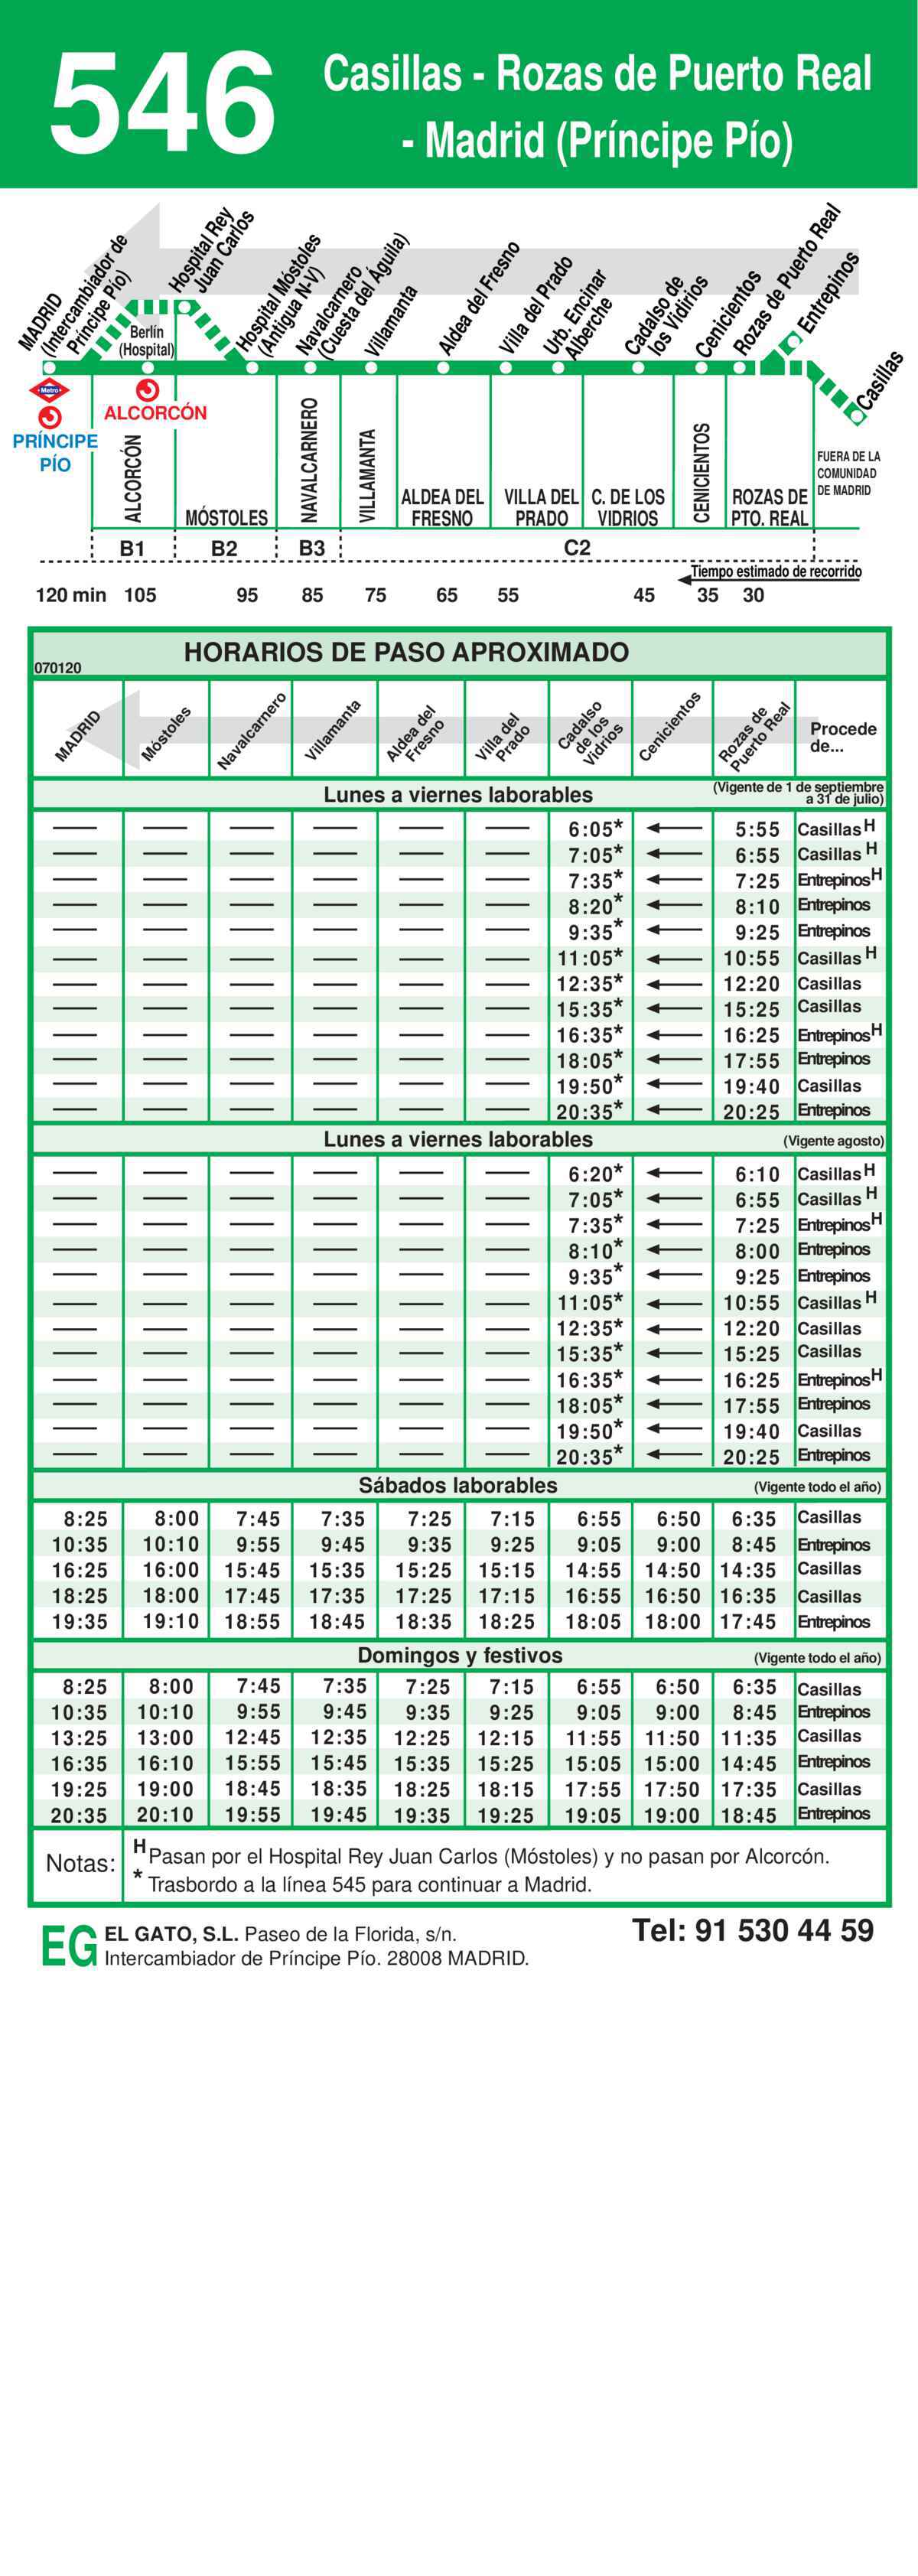 546
Casillas - Rozas de Puerto Real
- Madrid (Príncipe Pío)
MADRID
(Intercambiador de
Príncipe Pío)
Berlín
(Hospital)
Hospital Rey
Juan Carlos
Hospital Móstoles
(Antigua N-V)
Navalcarnero
(Cuesta del Águila)
Villamanta
Aldea del Fresno
Villa del Prado
Urb. Encinar
Alberche
Cadalso de
los Vidirios
Cenicientos
Rozas de Puerto Real
Entrepinos
Casillas
Metro
PRÍNCIPE
PÍO
ALCORCÓN
ALCORCÓN
MÓSTOLES
NAVALCARNERO
VILLAMANTA
ALDEA DEL
FRESNO
VILLA DEL
PRADO
C. DE LOS
VIDRIOS
CENICIENTOS
ROZAS DE
PTO. REAL
FUERA DE LA
COMUNIDAD
DE MADRID
B1 B2 B3 C2
Tiempo estimado de recorrido
120 min 105 95 85 75 65 55 45 35 30
HORARIOS DE PASO APROXIMADO
070120
MADRID
Móstoles
Navalcarnero
Villamanta
Aldea del
Fresno
Villa del
Prado
Cadalso
de los
Vidrios
Cenicientos
Rozas de
Puerto Real
Procede
de...
Lunes a viernes laborables (Vigente de 1 de septiembre
a 31 de julio)
6:05* 5:55 Casillas H
7:05* 6:55 Casillas H
7:35* 7:25 Entrepinos H
8:20* 8:10 Entrepinos
9:35* 9:25 Entrepinos
11:05* 10:55 Casillas H
12:35* 12:20 Casillas
15:35* 15:25 Casillas
16:35* 16:25 Entrepinos H
18:05* 17:55 Entrepinos
19:50* 19:40 Casillas
20:35* 20:25 Entrepinos
Lunes a viernes laborables (Vigente agosto)
6:20* 6:10 Casillas H
7:05* 6:55 Casillas H
7:35* 7:25 Entrepinos H
8:10* 8:00 Entrepinos
9:35* 9:25 Entrepinos
11:05* 10:55 Casillas H
12:35* 12:20 Casillas
15:35* 15:25 Casillas
16:35* 16:25 Entrepinos H
18:05* 17:55 Entrepinos
19:50* 19:40 Casillas
20:35* 20:25 Entrepinos
Sábados laborables (Vigente todo el año)
8:25 8:00 7:45 7:35 7:25 7:15 6:55 6:50 6:35 Casillas
10:35 10:10 9:55 9:45 9:35 9:25 9:05 9:00 8:45 Entrepinos
16:25 16:00 15:45 15:35 15:25 15:15 14:55 14:50 14:35 Casillas
18:25 18:00 17:45 17:35 17:25 17:15 16:55 16:50 16:35 Casillas
19:35 19:10 18:55 18:45 18:35 18:25 18:05 18:00 17:45 Entrepinos
Domingos y festivos (Vigente todo el año)
8:25 8:00 7:45 7:35 7:25 7:15 6:55 6:50 6:35 Casillas
10:35 10:10 9:55 9:45 9:35 9:25 9:05 9:00 8:45 Entrepinos
13:25 13:00 12:45 12:35 12:25 12:15 11:55 11:50 11:35 Casillas
16:35 16:10 15:55 15:45 15:35 15:25 15:05 15:00 14:45 Entrepinos
19:25 19:00 18:45 18:35 18:25 18:15 17:55 17:50 17:35 Casillas
20:35 20:10 19:55 19:45 19:35 19:25 19:05 19:00 18:45 Entrepinos
Notas:
H Pasan por el Hospital Rey Juan Carlos (Móstoles) y no pasan por Alcorcón.
* Trasbordo a la línea 545 para continuar a Madrid.
EG EL GATO, S.L. Paseo de la Florida, s/n.
Intercambiador de Príncipe Pío. 28008 MADRID.
Tel: 91 530 44 59